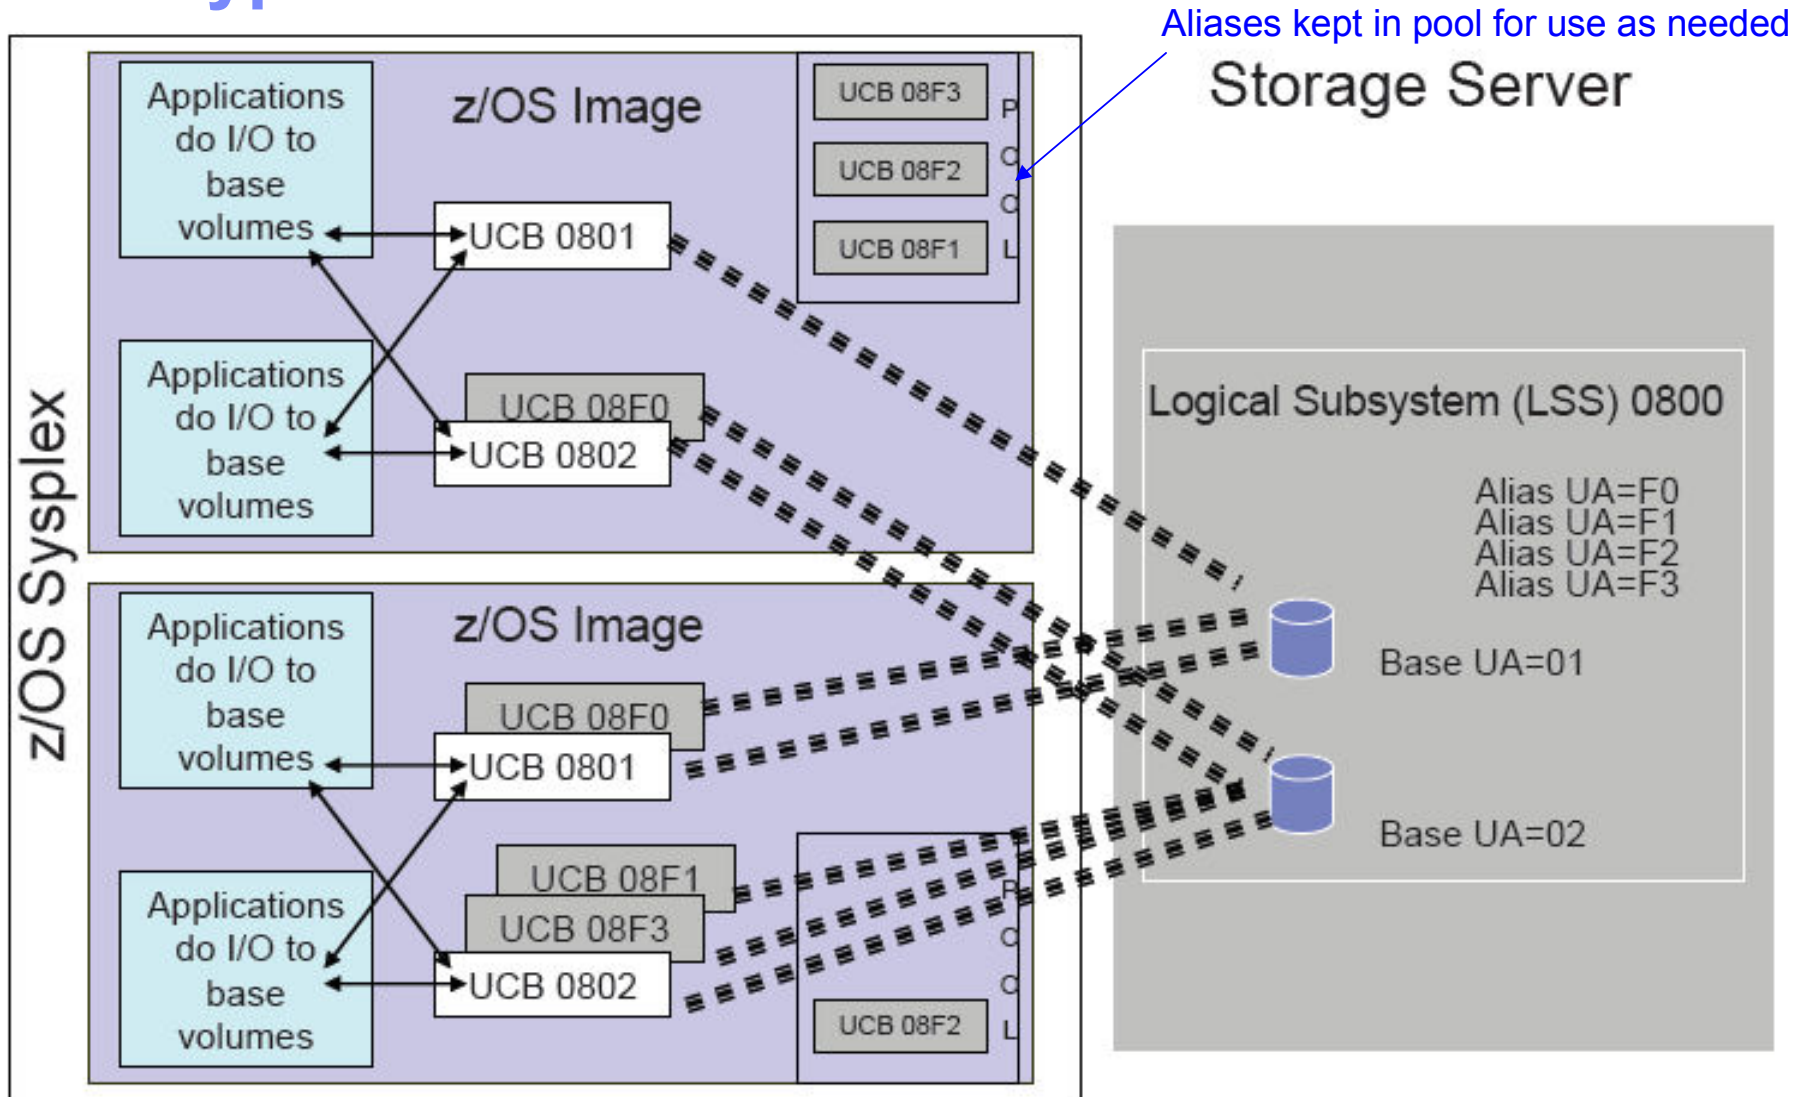 Aliases kept in pool for use as needed
Storage Server
z/OS Sysplex
z/OS Image
Applications
do I/O to
base
volumes
UCB 0801
UCB 08F3
UCB 08F2
UCB 08F1
P
O
O
L
Applications
do I/O to
base
volumes
UCB 08F0
UCB 0802
z/OS Image
Applications
do I/O to
base
volumes
UCB 08F0
UCB 0801
Applications
do I/O to
base
volumes
UCB 08F1
UCB 08F3
UCB 0802
P
O
O
L
UCB 08F2
Logical Subsystem (LSS) 0800
Alias UA=F0
Alias UA=F1
Alias UA=F2
Alias UA=F3
Base UA=01
Base UA=02